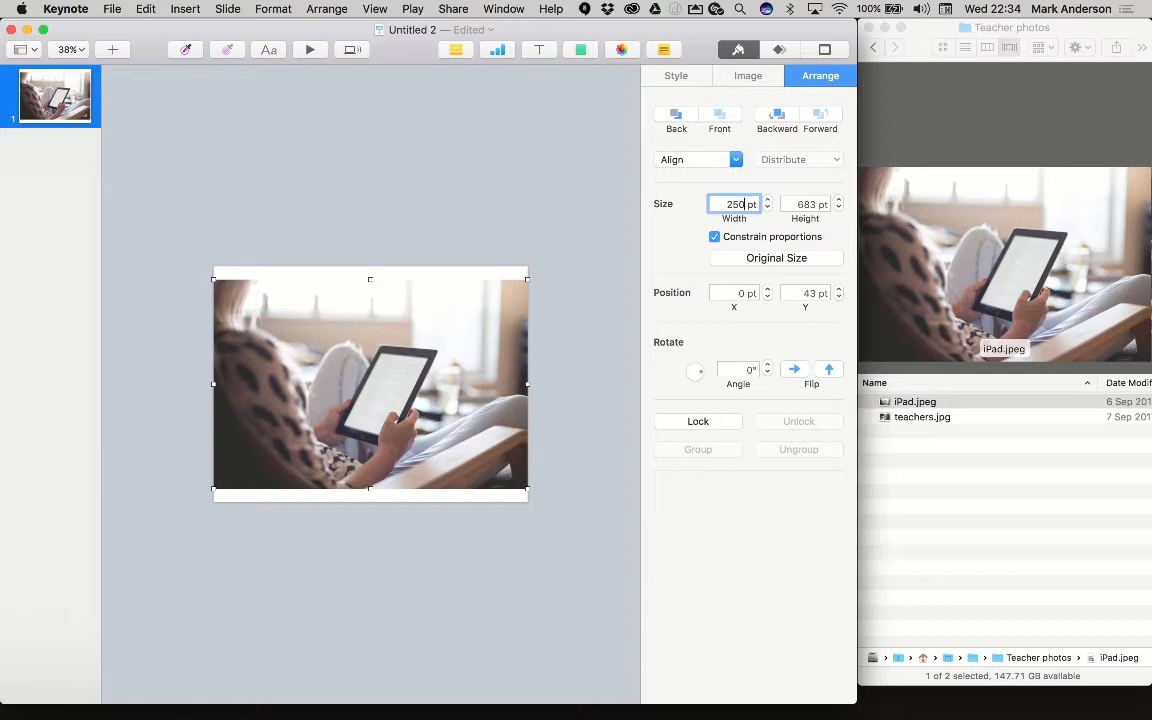 Keynote File Edit Insert Slide Format Arrange View Play Share Window Help 100% Wed 22:34 Mark Anderson
Untitled 2 — Edited
38%
Aa
T
1
Style Image Arrange
Back Front Backward Forward
Align Distribute
Size 250 pt 683 pt
Width Height
Constrain proportions
Original Size
Position 0 pt 43 pt
X Y
Rotate
0°
Angle Flip
Lock Unlock
Group Ungroup
Teacher photos
iPad.jpeg
Name Date Modif
iPad.jpeg 6 Sep 201
teachers.jpg 7 Sep 201
Teacher photos iPad.jpeg
1 of 2 selected, 147.71 GB available